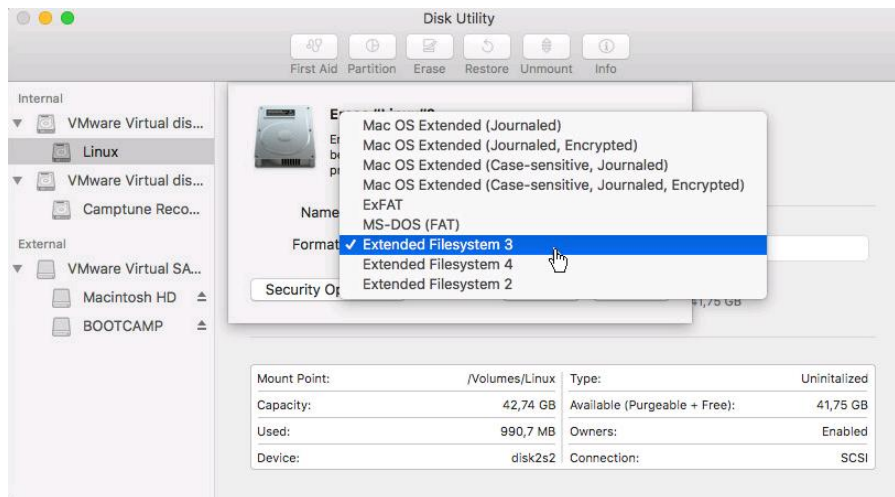 Disk Utility
First Aid Partition Erase Restore Unmount Info
Internal
VMware Virtual dis...
Linux
VMware Virtual dis...
Camptune Reco...
External
VMware Virtual SA...
Macintosh HD
BOOTCAMP
Mac OS Extended (Journaled)
Mac OS Extended (Journaled, Encrypted)
Mac OS Extended (Case-sensitive, Journaled)
Mac OS Extended (Case-sensitive, Journaled, Encrypted)
ExFAT
Name
MS-DOS (FAT)
Format ✓ Extended Filesystem 3
Extended Filesystem 4
Extended Filesystem 2
Security Op
41,75 GB
Mount Point: /Volumes/Linux Type: Uninitalized
Capacity: 42,74 GB Available (Purgeable + Free): 41,75 GB
Used: 990,7 MB Owners: Enabled
Device: disk2s2 Connection: SCSI